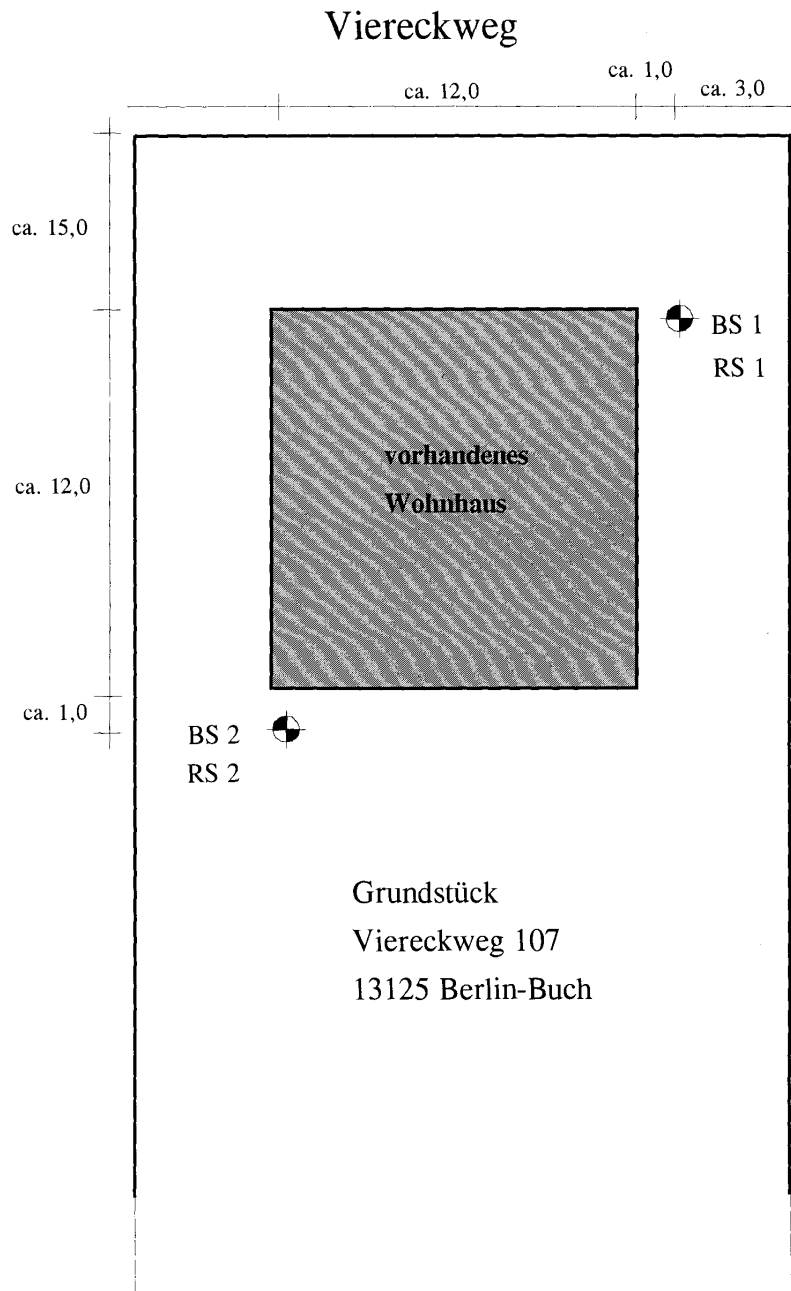 Viereckweg
ca. 12,0
ca. 1,0
ca. 3,0
ca. 15,0
BS 1
RS 1
vorhandenes
Wohnhaus
ca. 12,0
ca. 1,0
BS 2
RS 2
Grundstück
Viereckweg 107
13125 Berlin-Buch